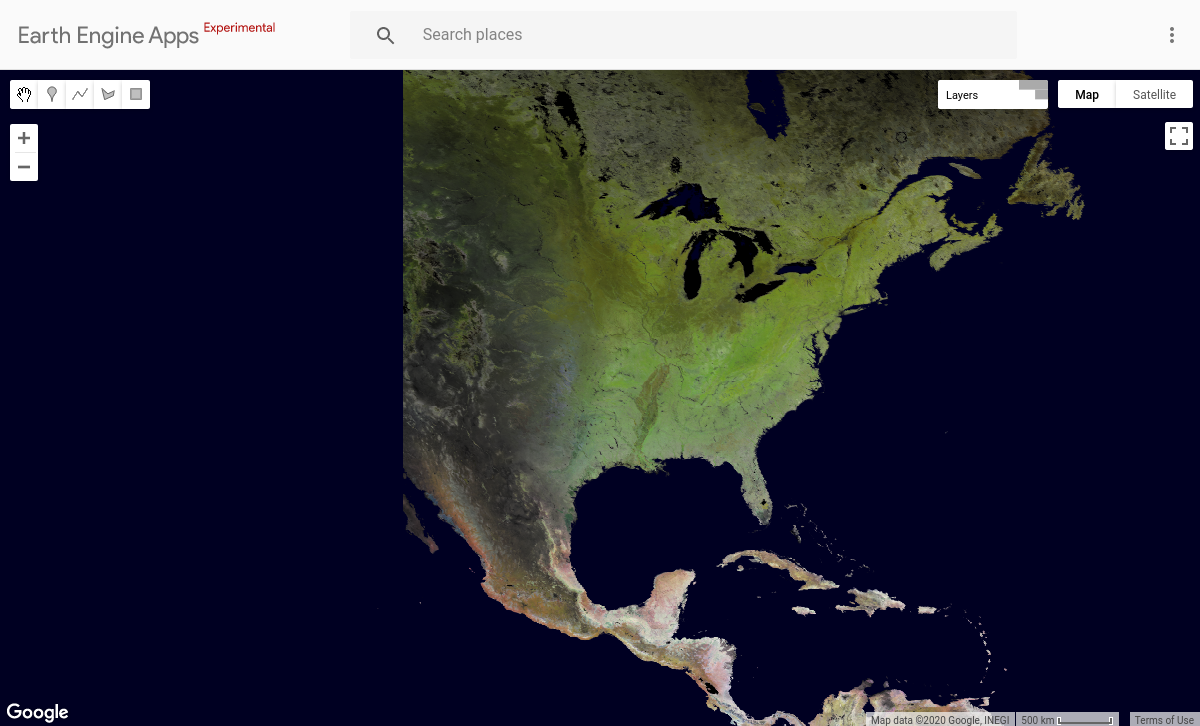 Earth Engine Apps Experimental
Search places
Layers
Map
Satellite
Google
Map data ©2020 Google, INEGI
500 km
Terms of Use